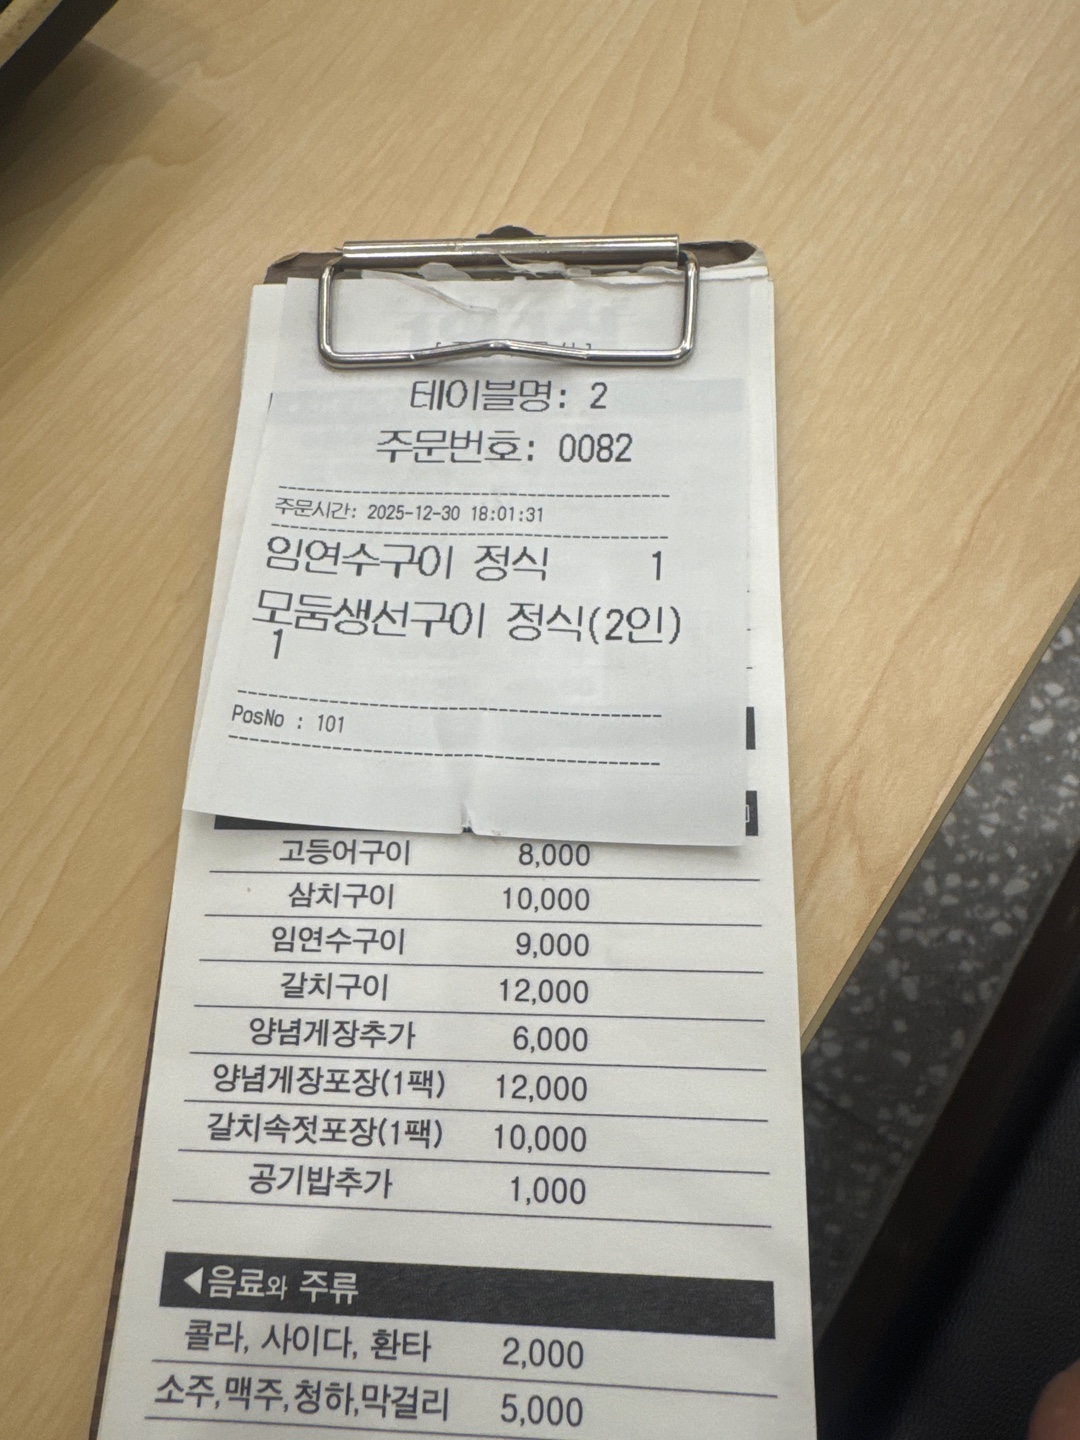 테이블명: 2
주문번호: 0082
주문시간: 2025-12-30 18:01:31
임연수구이 정식 1
모둠생선구이 정식(2인)
1
PosNo : 101
고등어구이 8,000
삼치구이 10,000
임연수구이 9,000
갈치구이 12,000
양념게장추가 6,000
양념게장포장(1팩) 12,000
갈치속젓포장(1팩) 10,000
공기밥추가 1,000
◀음료와 주류
콜라, 사이다, 환타 2,000
소주,맥주,청하,막걸리 5,000